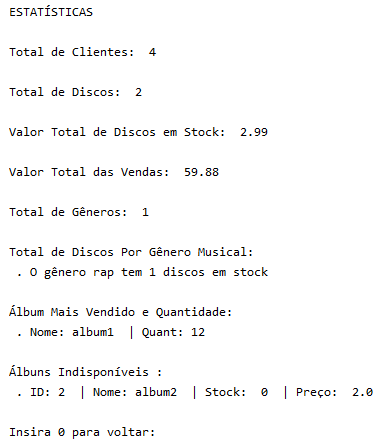 ESTATÍSTICAS
Total de Clientes:  4
Total de Discos:  2
Valor Total de Discos em Stock:  2.99
Valor Total das Vendas:  59.88
Total de Gêneros:  1
Total de Discos Por Gênero Musical:
 . O gênero rap tem 1 discos em stock
Álbum Mais Vendido e Quantidade:
 . Nome: album1  | Quant: 12
Álbuns Indisponíveis :
 . ID: 2  | Nome: album2  | Stock:  0  | Preço:  2.0
Insira 0 para voltar: